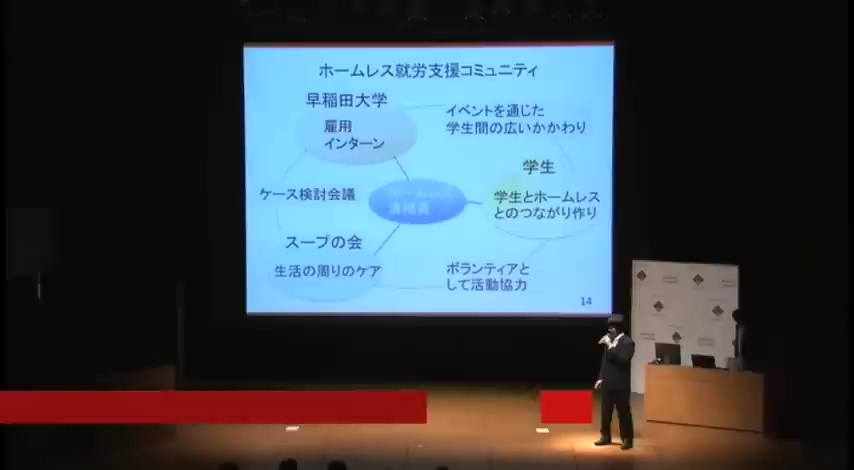 ホームレス就労支援コミュニティ
早稲田大学
雇用
インターン
イベントを通じた
学生間の広いかかわり
学生
学生とホームレス
とのつながり作り
ケース検討会議
ホームレス
清掃員
スープの会
生活の周りのケア
ボランティアと
して活動協力
14